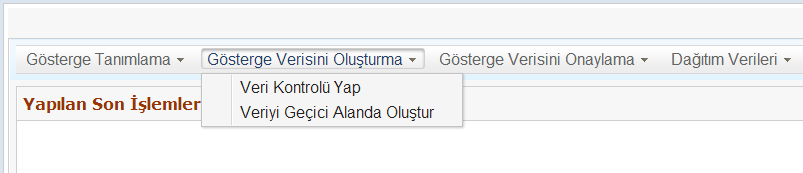 Gösterge Tanımlama Gösterge Verisini Oluşturma Gösterge Verisini Onaylama Dağıtım Verileri
Veri Kontrolü Yap
Veriyi Geçici Alanda Oluştur
Yapılan Son İşlemler